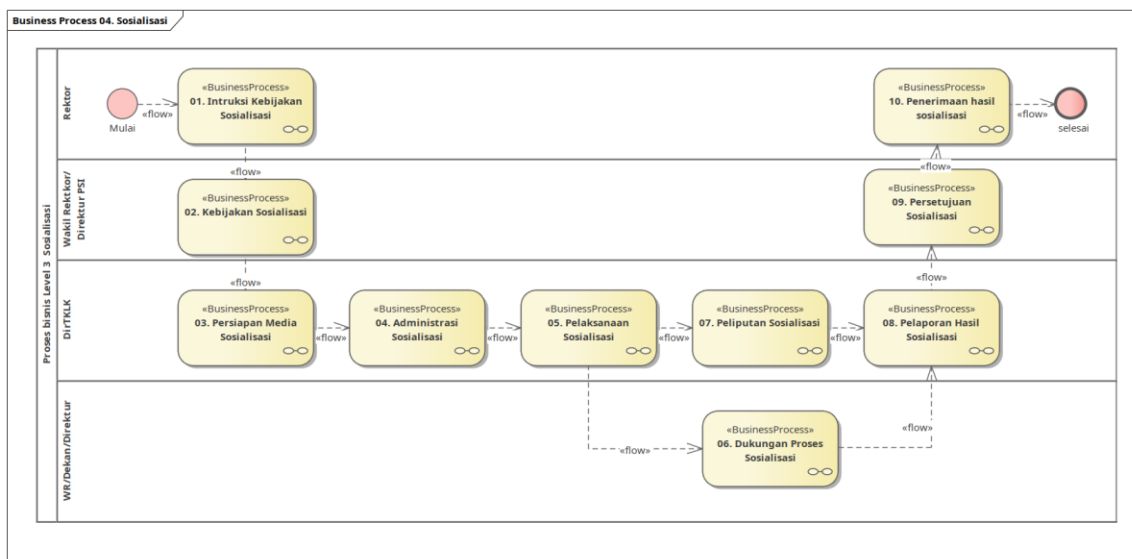 Business Process 04. Sosialisasi
Proses bisnis Level 3 Sosialisasi
Rektor
Mulai
«flow»
«BusinessProcess»
01. Intruksi Kebijakan
Sosialisasi
«BusinessProcess»
10. Penerimaan hasil
sosialisasi
«flow»
selesai
«flow»
«flow»
Wakil Rektkor/
Direktur PSI
«BusinessProcess»
02. Kebijakan Sosialisasi
«BusinessProcess»
09. Persetujuan
Sosialisasi
«flow»
«flow»
DirTKLK
«BusinessProcess»
03. Persiapan Media
Sosialisasi
«flow»
«BusinessProcess»
04. Administrasi
Sosialisasi
«flow»
«BusinessProcess»
05. Pelaksanaan
Sosialisasi
«flow»
«BusinessProcess»
07. Peliputan Sosialisasi
«flow»
«BusinessProcess»
08. Pelaporan Hasil
Sosialisasi
WR/Dekan/Direktur
«flow»
«BusinessProcess»
06. Dukungan Proses
Sosialisasi
«flow»